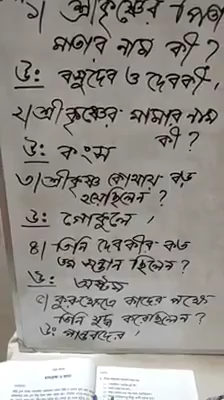 ১| শ্রীকৃষ্ণের পিতা
মাতার নাম কী ?
উঃ বসুদেব ও দেবকী,
২| শ্রী কৃষ্ণের মামার নাম
কী ?
উঃ কংস
৩| শ্রীকৃষ্ণ কোথায় বড়
হয়েছিলেন ?
উঃ গোকুলে,
৪| তিনি দেবকীর কত
তম সন্তান ছিলেন ?
উঃ অষ্টম
৫| কুরুক্ষেত্রে কাদের পক্ষে
তিনি যুদ্ধ করেছিলেন ?
উঃ পান্ডবদের,